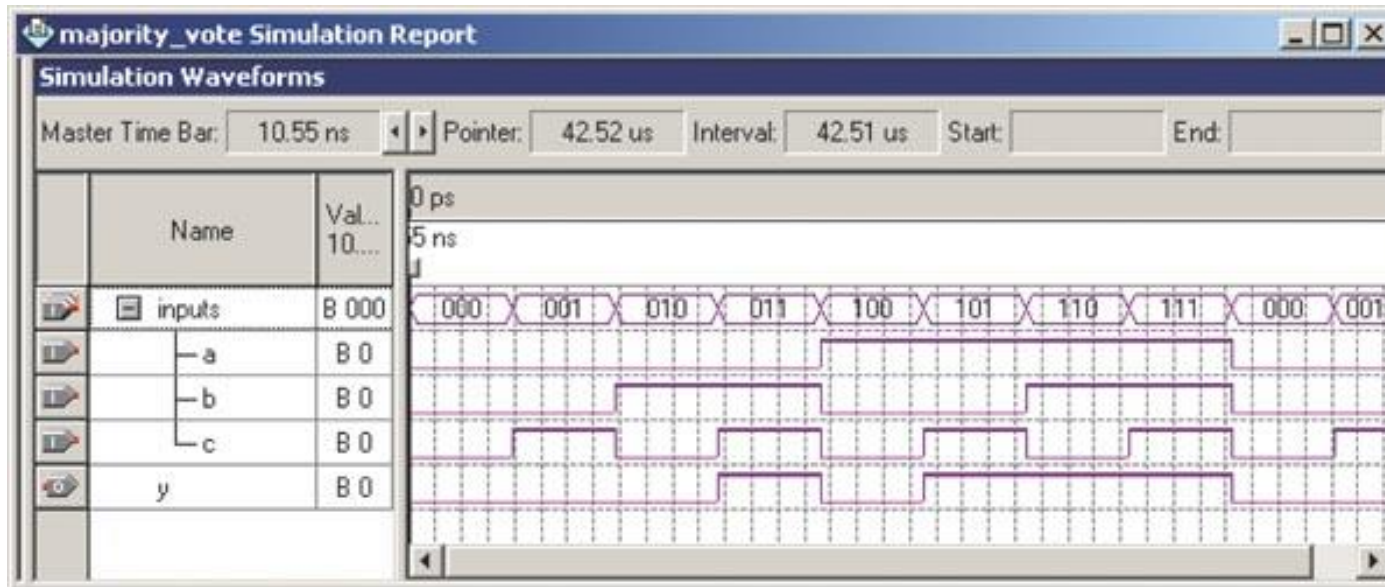 majority_vote Simulation Report
Simulation Waveforms
Master Time Bar: 10.55 ns Pointer: 42.52 us Interval: 42.51 us Start: End:
Name Val... 10.... 0 ps
5 ns
inputs B 000 000 001 010 011 100 101 110 111 000 001
a B 0
b B 0
c B 0
y B 0